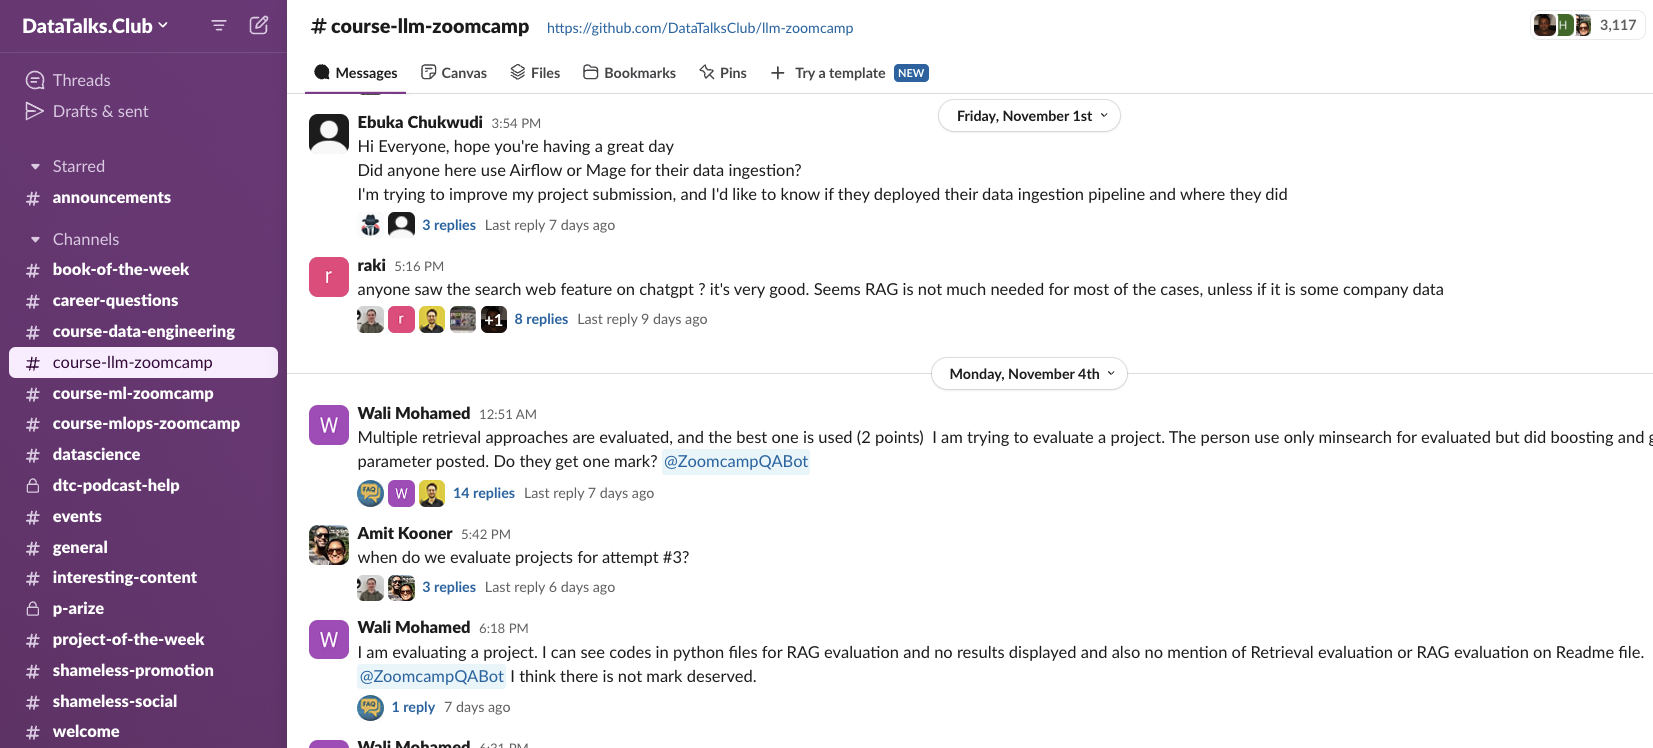 DataTalks.Club
Threads
Drafts & sent
Starred
# announcements
Channels
# book-of-the-week
# career-questions
# course-data-engineering
# course-llm-zoomcamp
# course-ml-zoomcamp
# course-mlops-zoomcamp
# datascience
dtc-podcast-help
# events
# general
# interesting-content
p-arize
# project-of-the-week
# shameless-promotion
# shameless-social
# welcome
# course-llm-zoomcamp https://github.com/DataTalksClub/llm-zoomcamp
H 3,117
Messages Canvas Files Bookmarks Pins + Try a template NEW
Friday, November 1st
Ebuka Chukwudi 3:54 PM
Hi Everyone, hope you're having a great day
Did anyone here use Airflow or Mage for their data ingestion?
I'm trying to improve my project submission, and I'd like to know if they deployed their data ingestion pipeline and where they did
3 replies Last reply 7 days ago
r
raki 5:16 PM
anyone saw the search web feature on chatgpt ? it's very good. Seems RAG is not much needed for most of the cases, unless if it is some company data
r +1 8 replies Last reply 9 days ago
Monday, November 4th
W
Wali Mohamed 12:51 AM
Multiple retrieval approaches are evaluated, and the best one is used (2 points) I am trying to evaluate a project. The person use only minsearch for evaluated but did boosting and
parameter posted. Do they get one mark? @ZoomcampQABot
FAQ W 14 replies Last reply 7 days ago
Amit Kooner 5:42 PM
when do we evaluate projects for attempt #3?
3 replies Last reply 6 days ago
W
Wali Mohamed 6:18 PM
I am evaluating a project. I can see codes in python files for RAG evaluation and no results displayed and also no mention of Retrieval evaluation or RAG evaluation on Readme file.
@ZoomcampQABot I think there is not mark deserved.
FAQ 1 reply 7 days ago
Wali Mohamed 6:31 PM